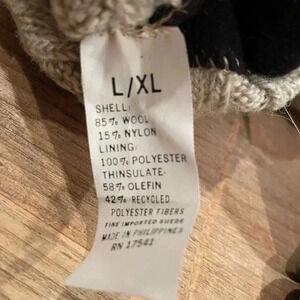 L/XL
SHELL:
85% WOOL
15% NYLON
LINING:
100% POLYESTER
THINSULATE:
58% OLEFIN
42% RECYCLED
POLYESTER FIBERS
FINE IMPORTED SUEDE
MADE IN PHILIPPINES
RN 17541